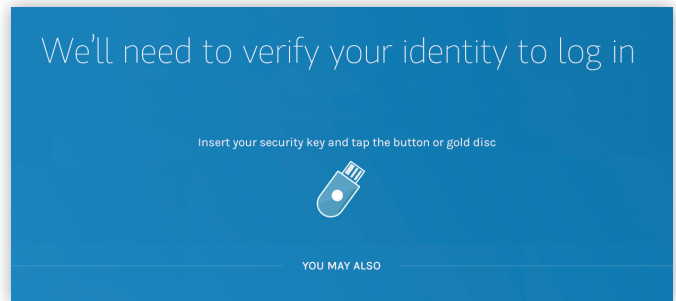 We'll need to verify your identity to log in
Insert your security key and tap the button or gold disc
YOU MAY ALSO